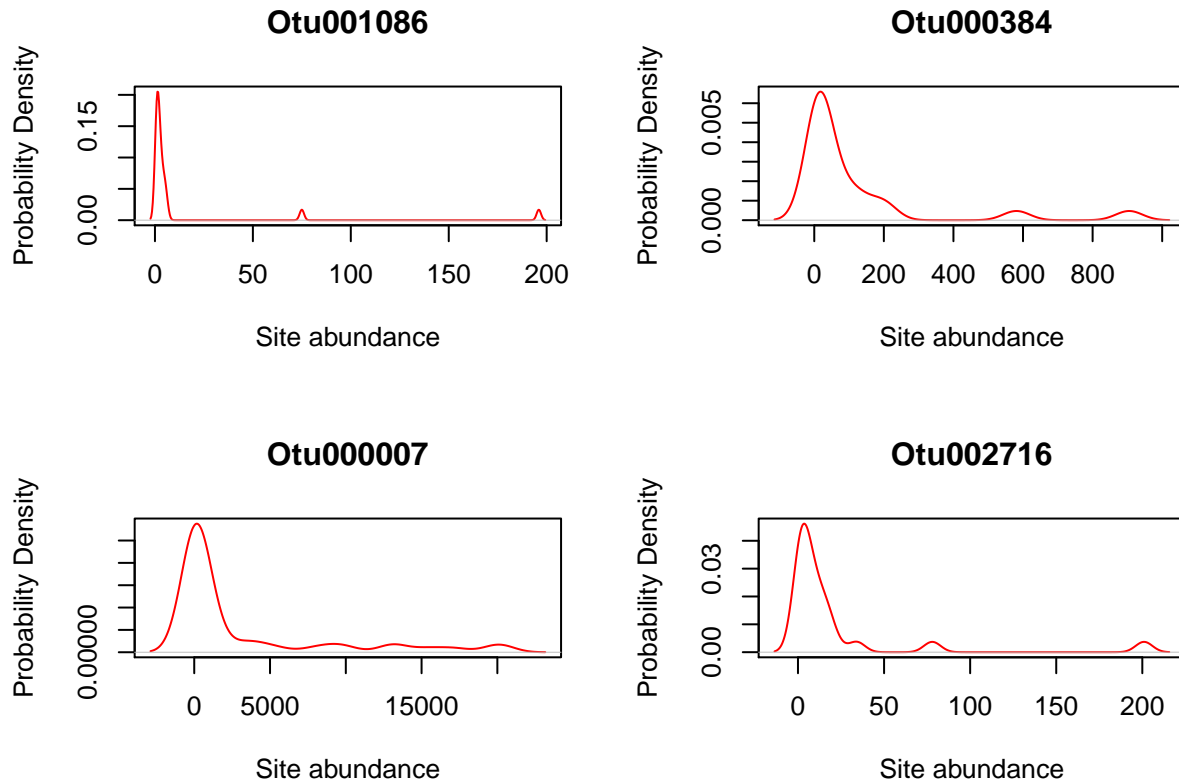 Otu001086
Probability Density
0.00 0.15
0 50 100 150 200
Site abundance
Otu000384
Probability Density
0.000 0.005
0 200 400 600 800
Site abundance
Otu000007
Probability Density
0.00000
0 5000 15000
Site abundance
Otu002716
Probability Density
0.00 0.03
0 50 100 150 200
Site abundance